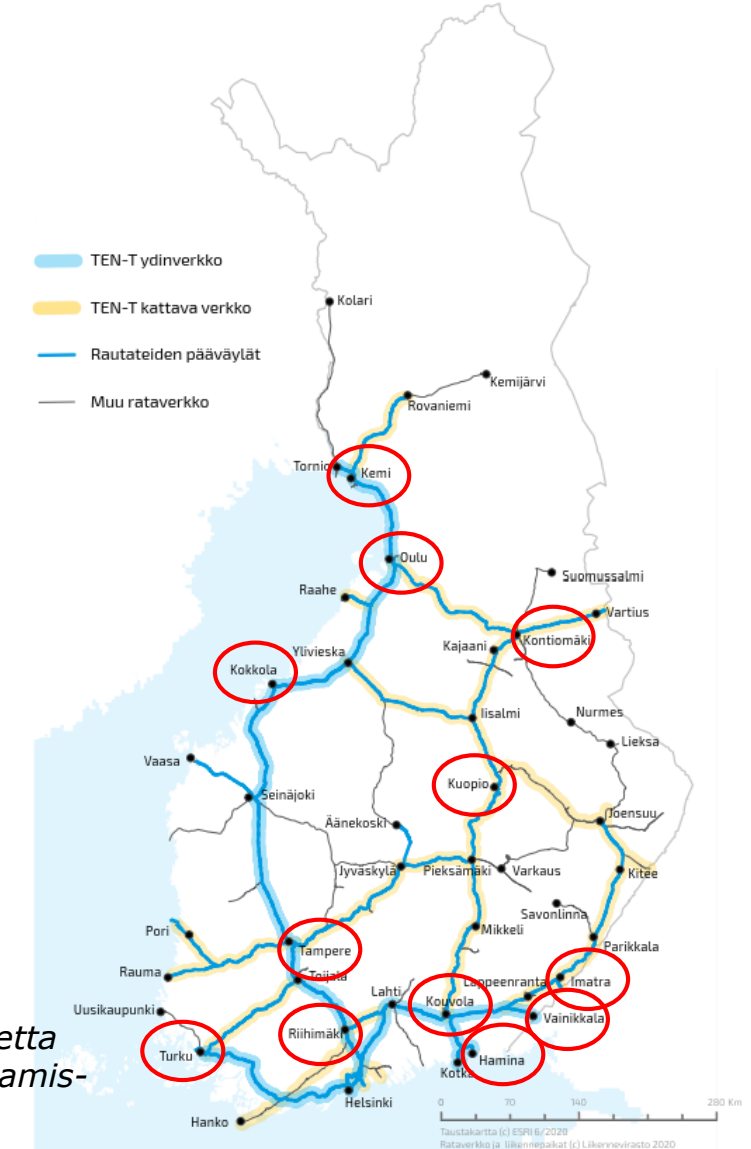 TEN-T ydinverkko
TEN-T kattava verkko
Rautateiden pääväylät
Muu rataverkko
Kolari
Kemijärvi
Rovaniemi
Tornio
Kemi
Oulu
Suomussalmi
Raahe
Vartius
Kontiomäki
Kajaani
Ylivieska
Kokkola
Iisalmi
Nurmes
Lieksa
Vaasa
Kuopio
Seinäjoki
Äänekoski
Joensuu
Jyväskylä
Pieksämäki
Varkaus
Kitee
Savonlinna
Pori
Mikkeli
Tampere
Parikkala
Rauma
Toijala
Lappeenranta
Imatra
Lahti
Kouvola
Uusikaupunki
Vainikkala
Riihimäki
etta
Turku
Hamina
Kotka
amis-
Helsinki
Hanko
0 70 140 280 Km
Taustakartta (c) ESRI 6/2020
Rataverkko ja liikennepaikat (c) Liikennevirasto 2020